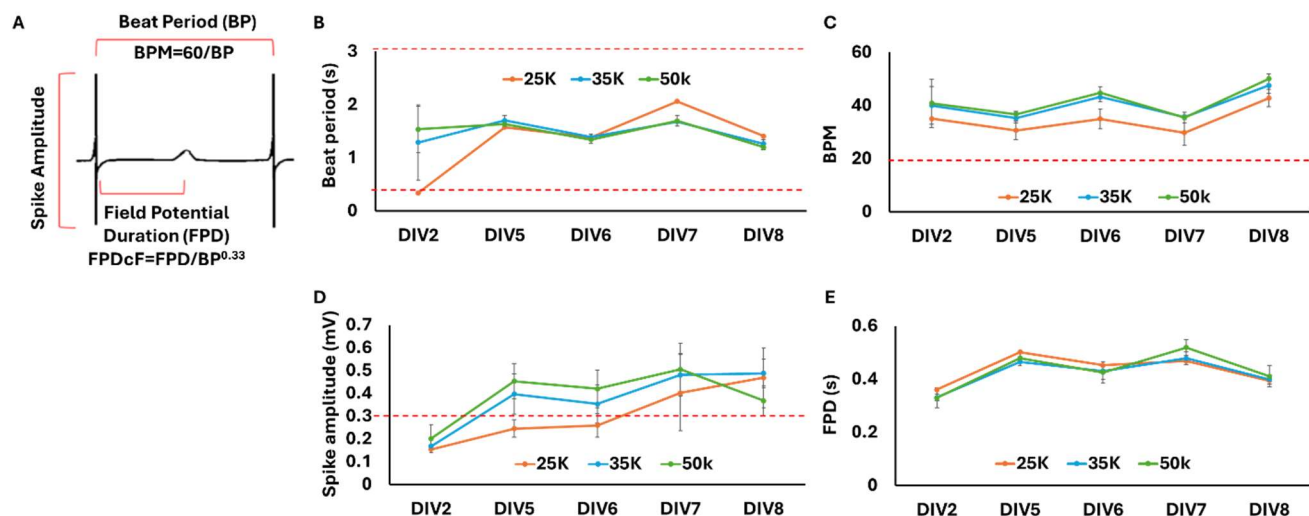 A
Beat Period (BP)
BPM=60/BP
Spike Amplitude
Field Potential
Duration (FPD)
FPDcF=FPD/BP^0.33
B
Beat period (s)
3
2
1
0
25K 35K 50k
DIV2 DIV5 DIV6 DIV7 DIV8
C
BPM
60
40
20
0
25K 35K 50k
DIV2 DIV5 DIV6 DIV7 DIV8
D
Spike amplitude (mV)
0.7
0.6
0.5
0.4
0.3
0.2
0.1
0
25K 35K 50k
DIV2 DIV5 DIV6 DIV7 DIV8
E
FPD (s)
0.6
0.4
0.2
0
25K 35K 50k
DIV2 DIV5 DIV6 DIV7 DIV8